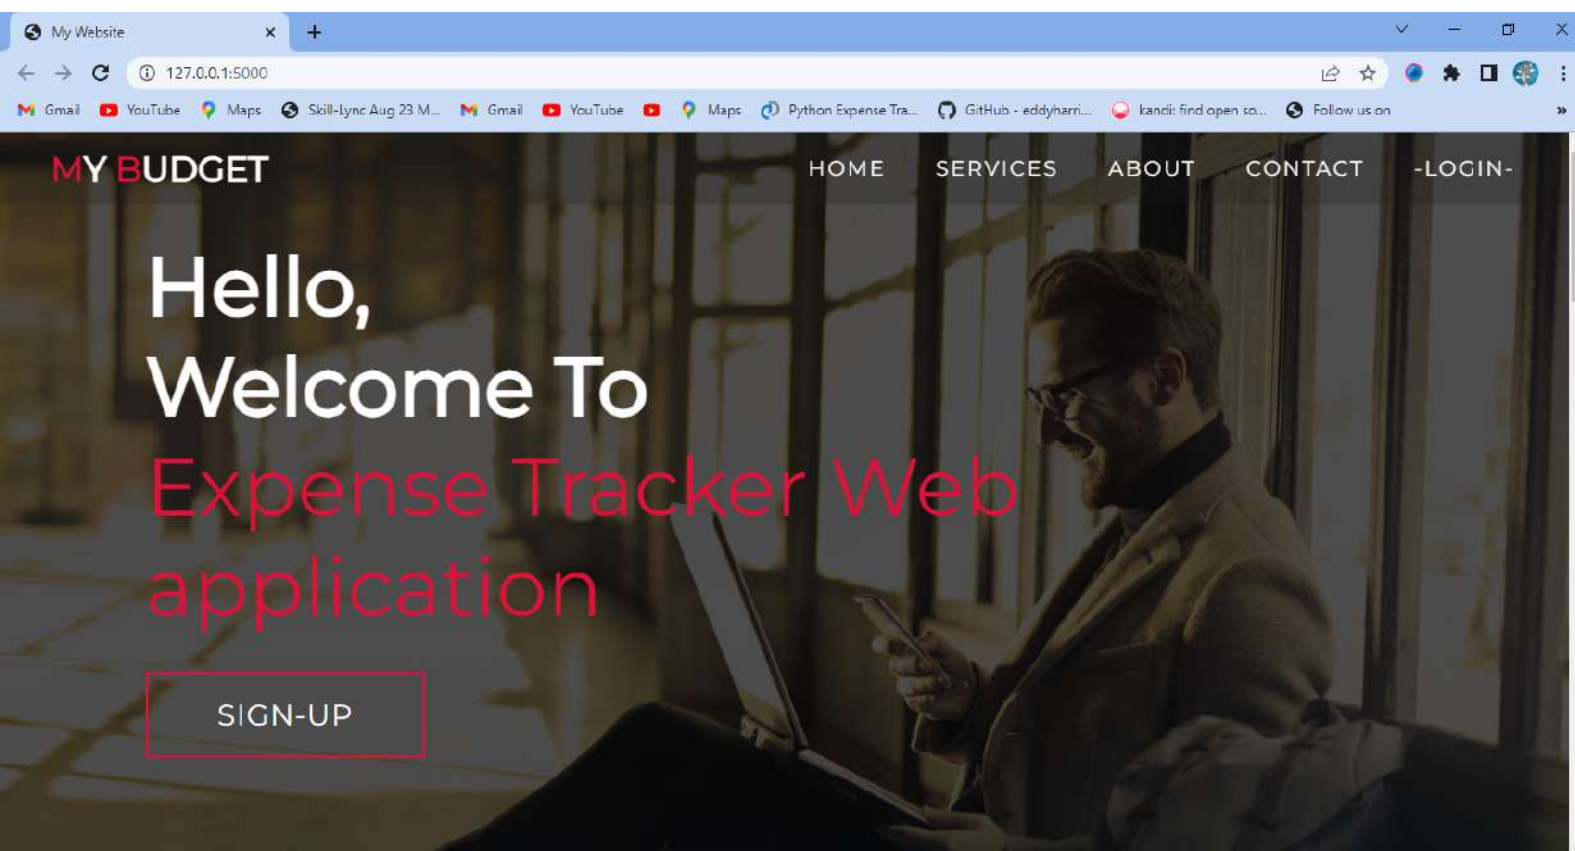 My Website
127.0.0.1:5000
Gmail YouTube Maps Skill-Lync Aug 23 M... Gmail YouTube Maps Python Expense Tra... GitHub - eddyharri... kandi: find open so... Follow us on
MY BUDGET HOME SERVICES ABOUT CONTACT -LOGIN-
Hello,
Welcome To
Expense Tracker Web
application
SIGN-UP